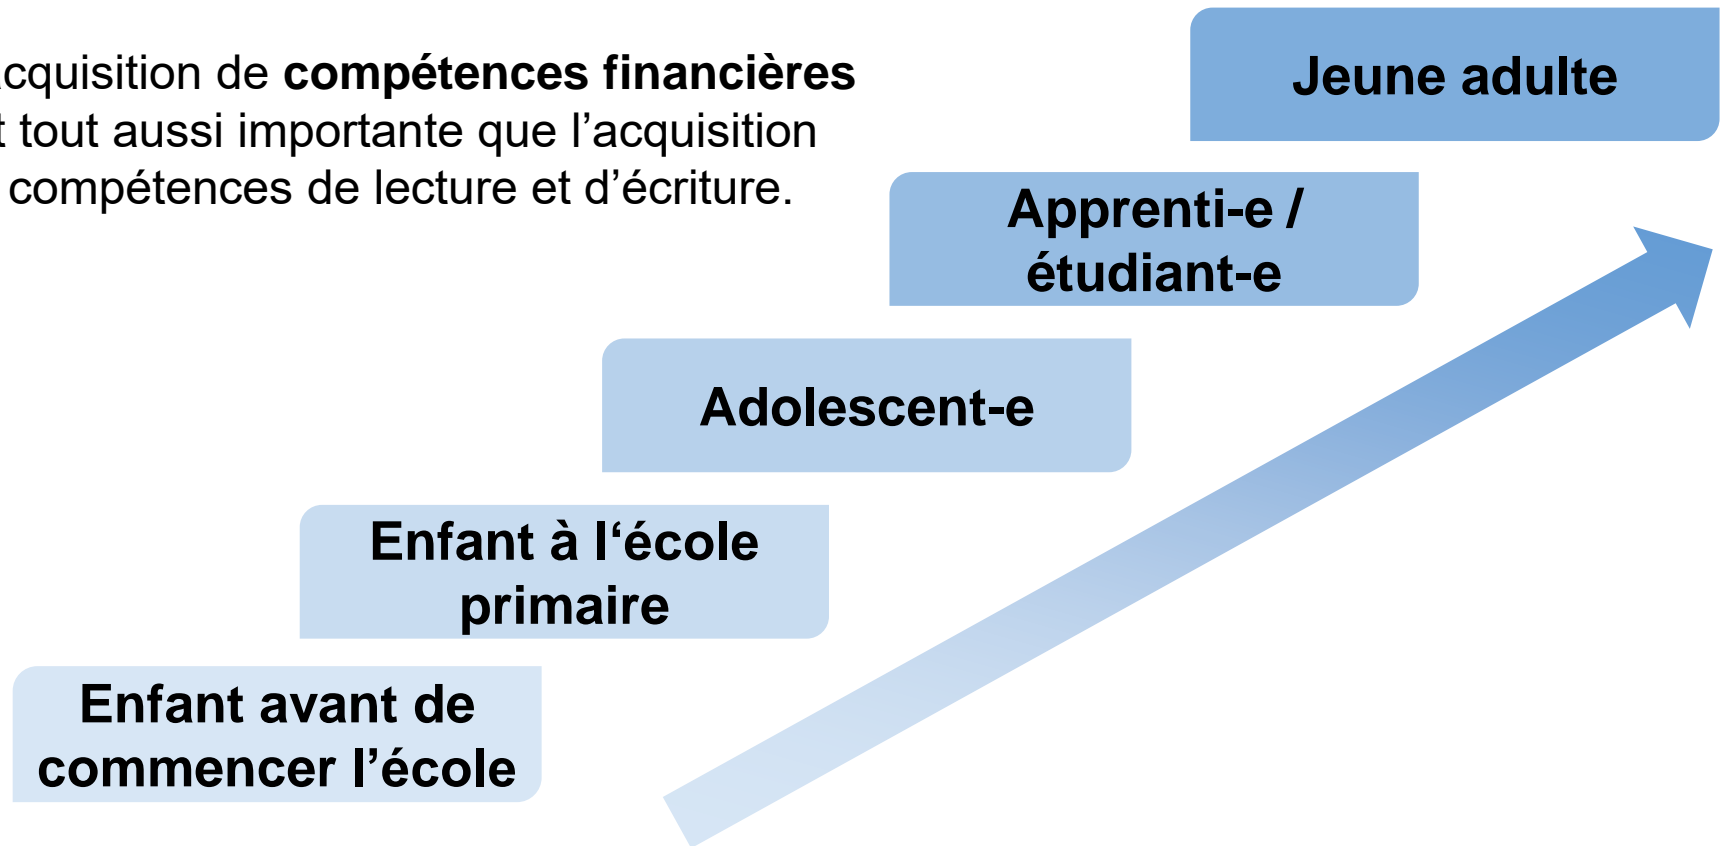 acquisition de compétences financières
t tout aussi importante que l’acquisition
compétences de lecture et d’écriture.
Jeune adulte
Apprenti-e /
étudiant-e
Adolescent-e
Enfant à l‘école
primaire
Enfant avant de
commencer l’école